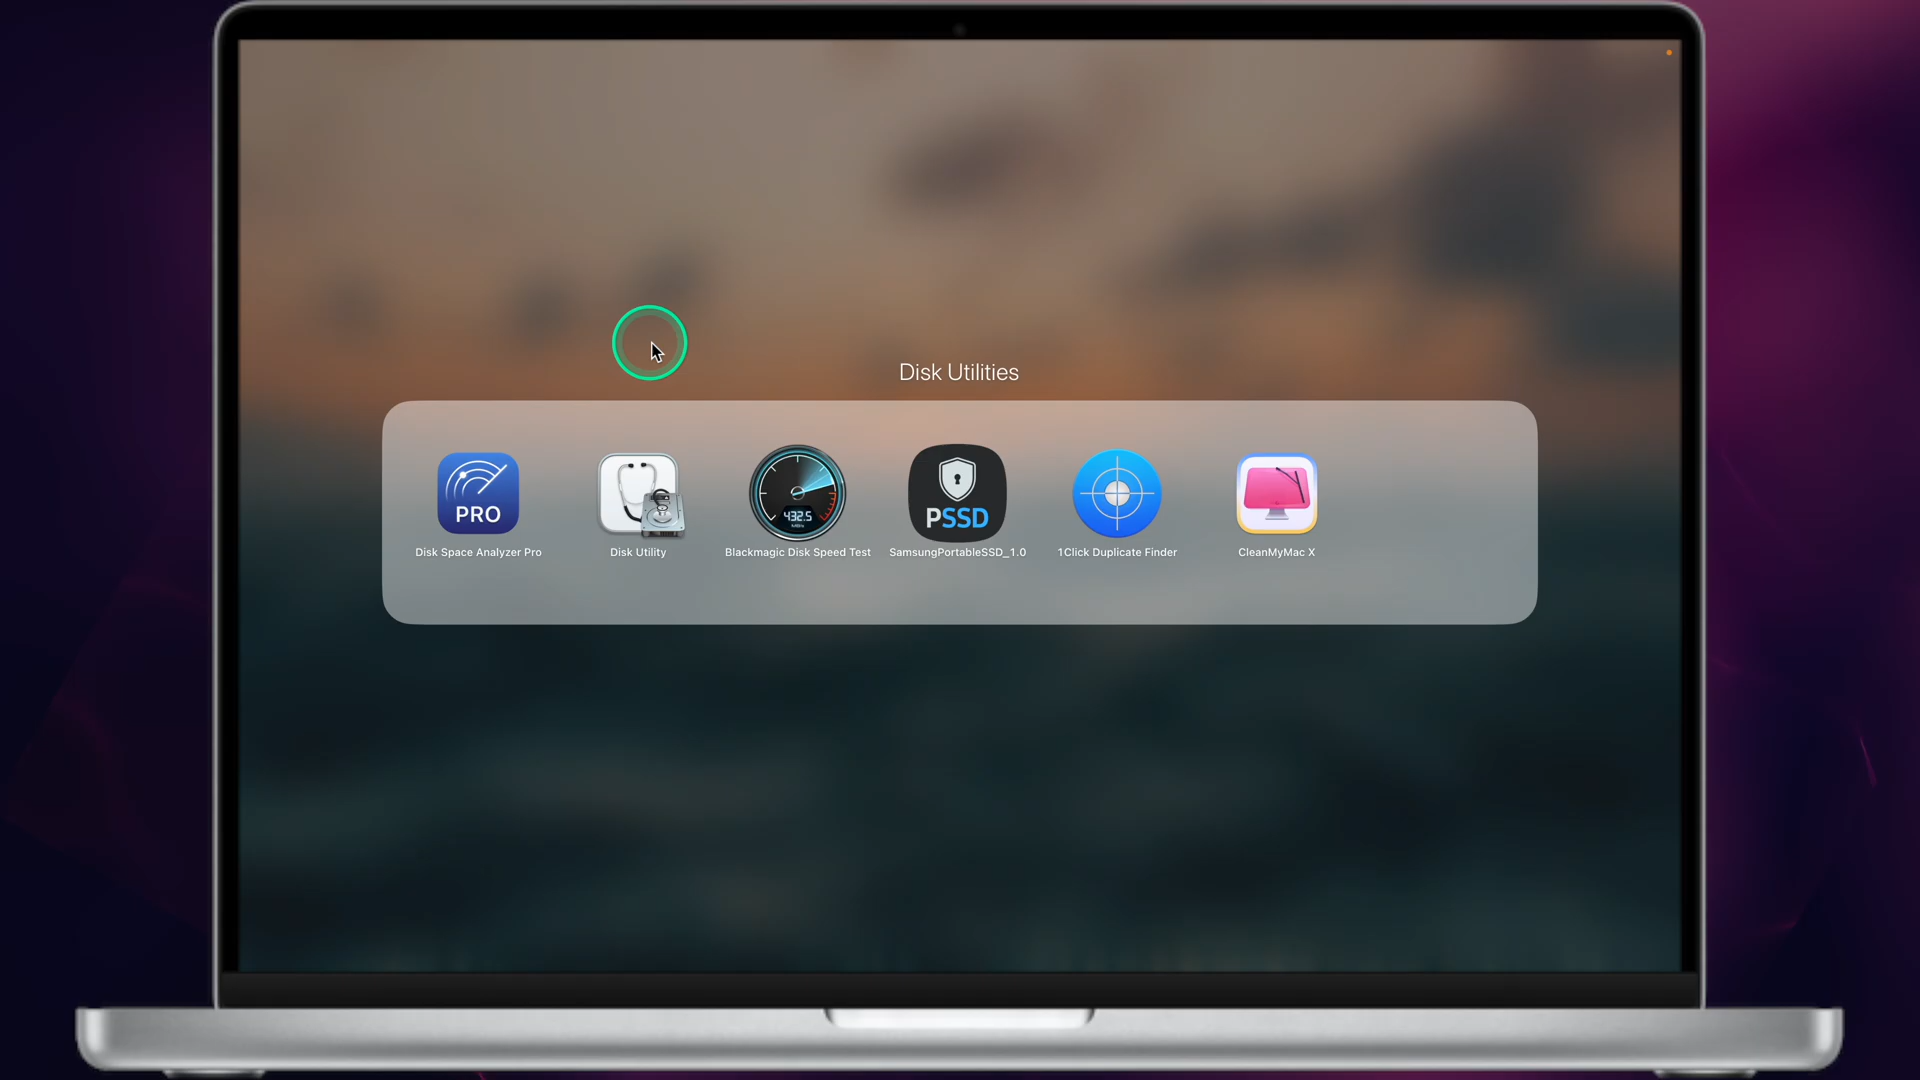 Disk Utilities
PRO
432.5
PSSD
Disk Space Analyzer Pro
Disk Utility
Blackmagic Disk Speed Test
SamsungPortableSSD_1.0
1Click Duplicate Finder
CleanMyMac X